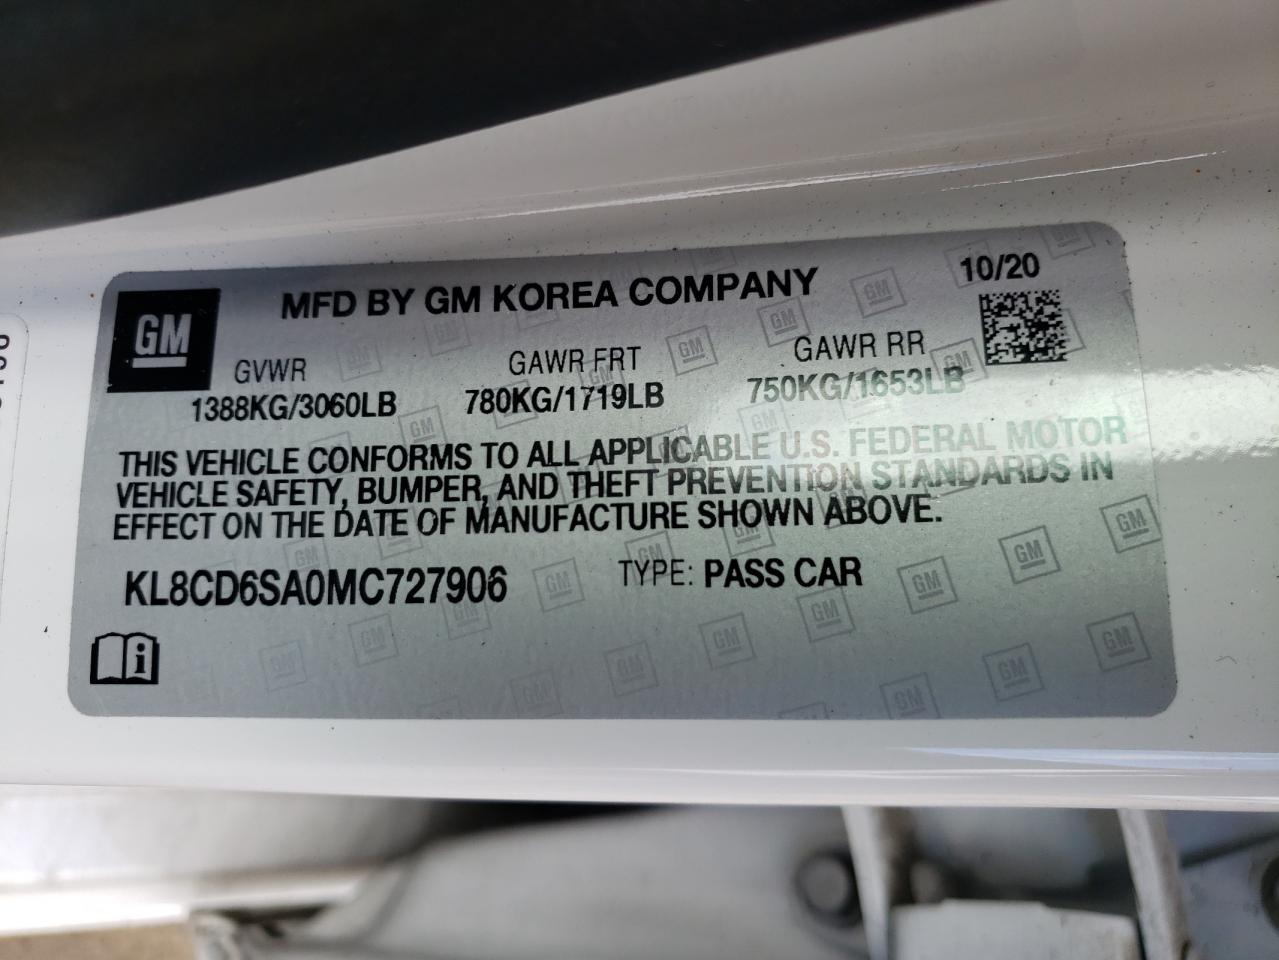 GM
MFD BY GM KOREA COMPANY
10/20
GVWR
1388KG/3060LB
GAWR FRT
780KG/1719LB
GAWR RR
750KG/1653LB
THIS VEHICLE CONFORMS TO ALL APPLICABLE U.S. FEDERAL MOTOR
VEHICLE SAFETY, BUMPER, AND THEFT PREVENTION STANDARDS IN
EFFECT ON THE DATE OF MANUFACTURE SHOWN ABOVE.
KL8CD6SA0MC727906
TYPE: PASS CAR
i